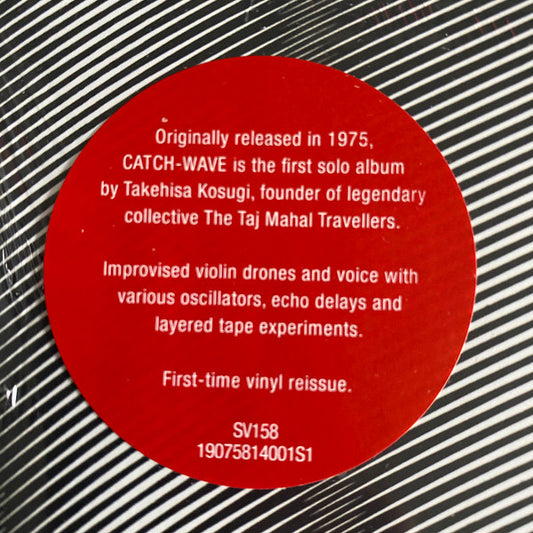 Originally released in 1975,
CATCH-WAVE is the first solo album
by Takehisa Kosugi, founder of legendary
collective The Taj Mahal Travellers.
Improvised violin drones and voice with
various oscillators, echo delays and
layered tape experiments.
First-time vinyl reissue.
SV158
19075814001S1